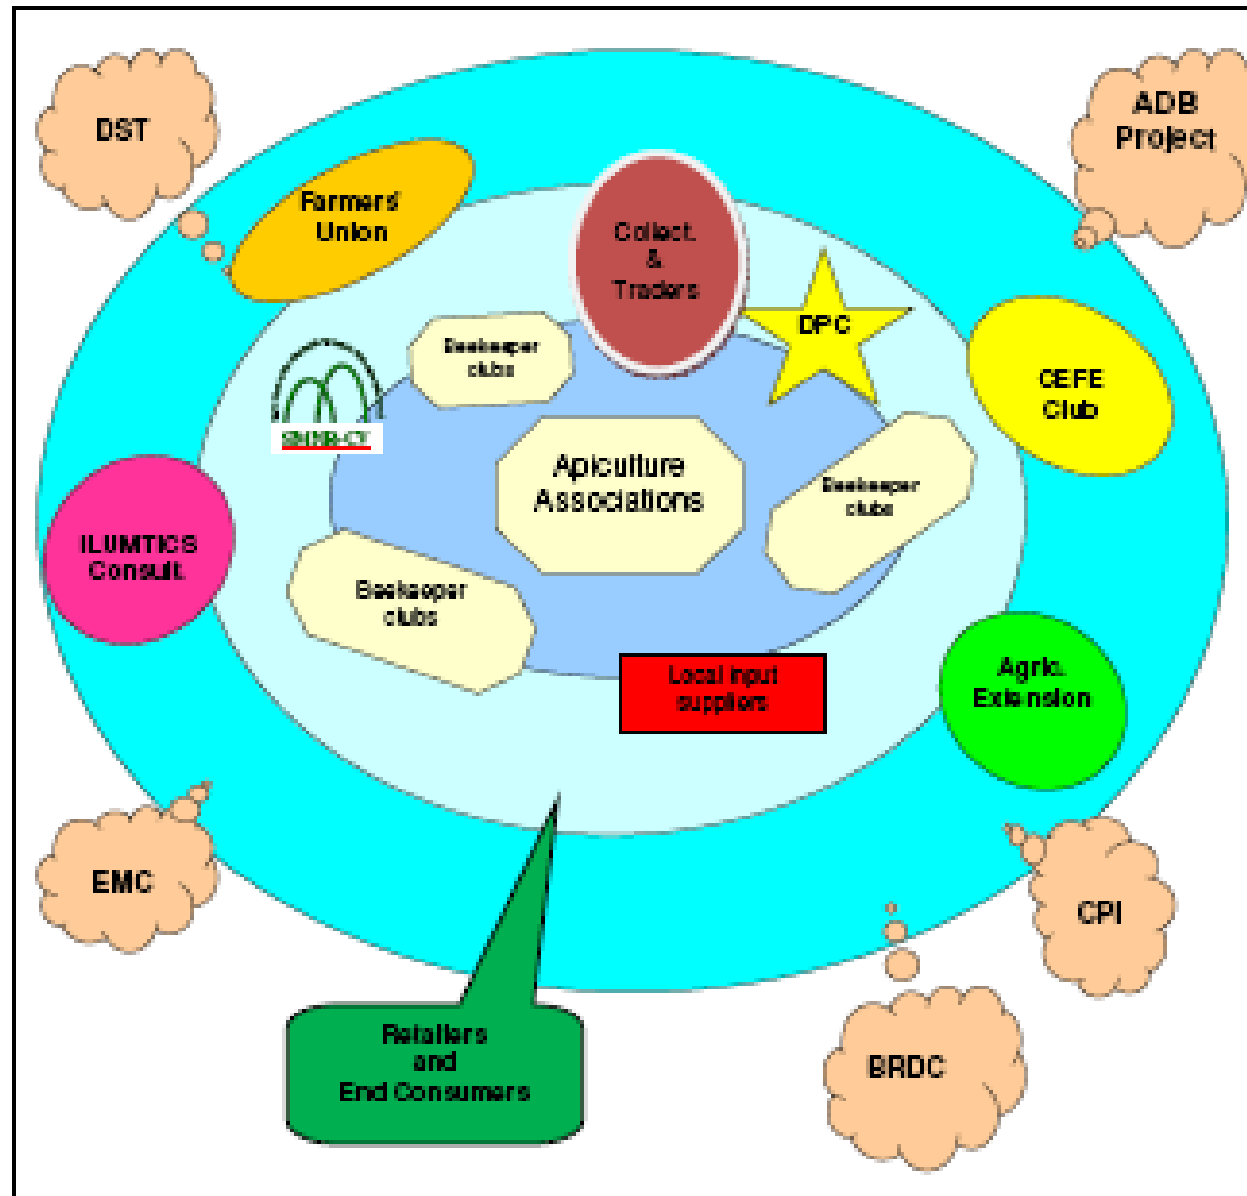 DST
ADB
Project
Farmers'
Union
Collect.
&
Traders
DPC
Beekeeper
clubs
CEFE
Club
Apiculture
Associations
Beekeeper
clubs
ILUMTICS
Consult.
Beekeeper
clubs
Local input
suppliers
Agric.
Extension
EMC
CPI
Retailers
and
End Consumers
BRDC